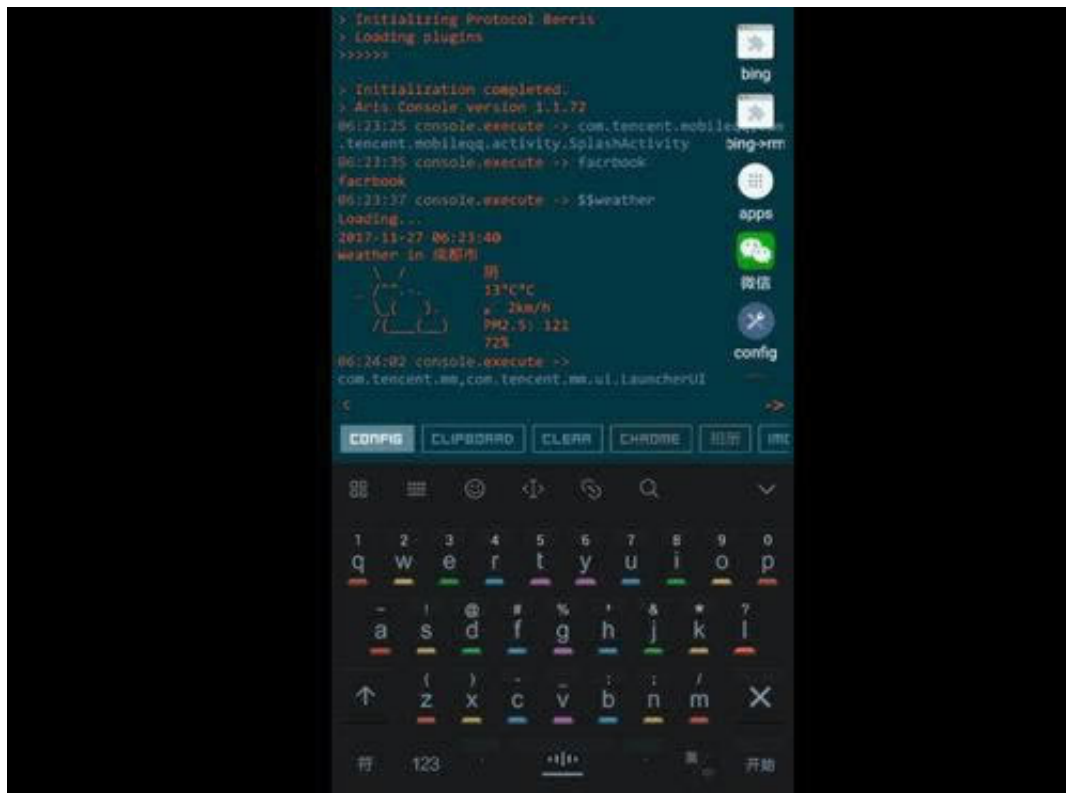 > Initializing Protocol Berris
> Loading plugins
>>>>>>
> Initialization completed.
> Aris Console version 1.1.72
06:23:25 console.execute -> com.tencent.mobileqq
.tencent.mobileqq.activity.SplashActivity
06:23:35 console.execute -> facrbook
facrbook
06:23:37 console.execute -> $$weather
Loading...
2017-11-27 06:23:40
weather in 成都市
阴
13°C°C
2km/h
PM2.5: 121
72%
06:24:02 console.execute ->
com.tencent.mm,com.tencent.mm.ui.LauncherUI
< ->
bing
bing->rm
apps
微信
config
CONFIG CLIPBOARD CLEAR CHROME 相册
1 2 3 4 5 6 7 8 9 0
q w e r t y u i o p
~ ! @ # % ' & * ?
a s d f g h j k l
( ) - _ : ; /
z x c v b n m
符 123 英 开始